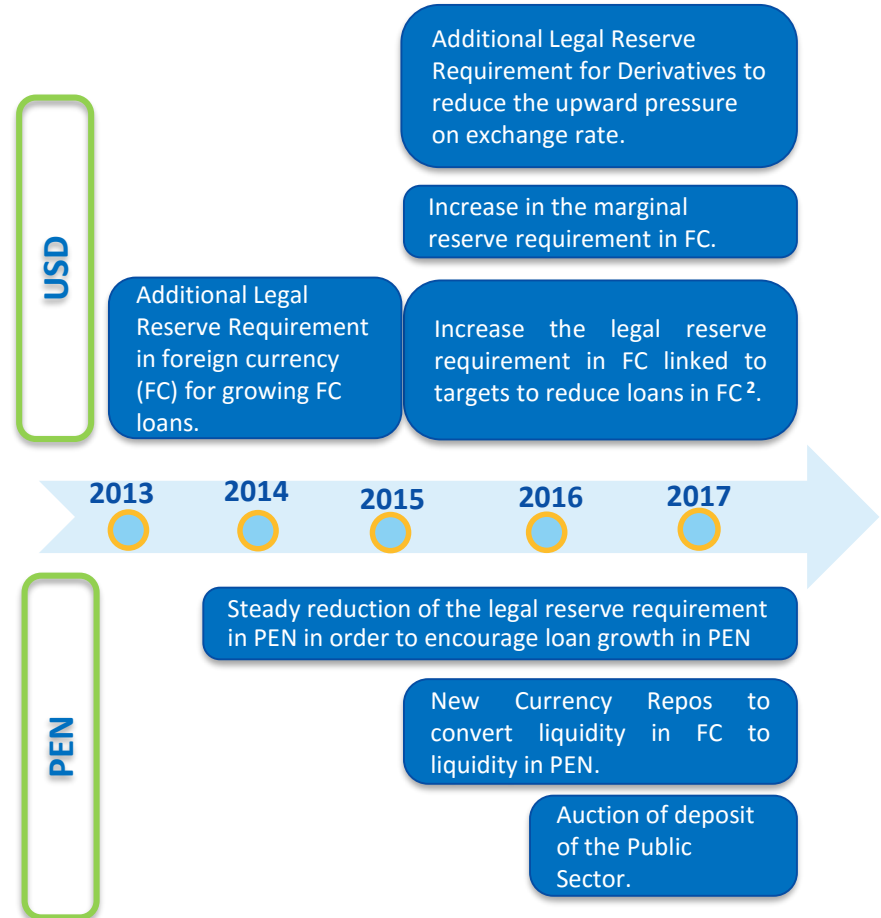 Additional Legal Reserve
Requirement for Derivatives to
reduce the upward pressure
on exchange rate.
Increase in the marginal
reserve requirement in FC.
USD
Additional Legal
Reserve Requirement
in foreign currency
(FC) for growing FC
loans.
Increase the legal reserve
requirement in FC linked to
targets to reduce loans in FC².
2013
2014
2015
2016
2017
Steady reduction of the legal reserve requirement
in PEN in order to encourage loan growth in PEN
PEN
New Currency Repos to
convert liquidity in FC to
liquidity in PEN.
Auction of deposit
of the Public
Sector.